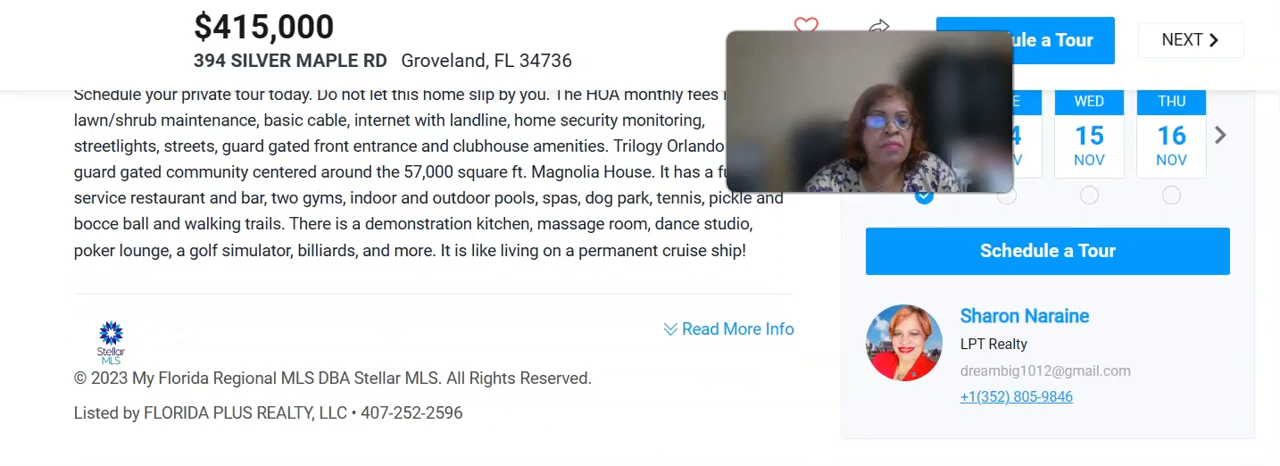 $415,000
394 SILVER MAPLE RD Groveland, FL 34736
ule a Tour
NEXT
Schedule your private tour today. Do not let this home slip by you. The HOA monthly fees
lawn/shrub maintenance, basic cable, internet with landline, home security monitoring,
streetlights, streets, guard gated front entrance and clubhouse amenities. Trilogy Orlando
guard gated community centered around the 57,000 square ft. Magnolia House. It has a
service restaurant and bar, two gyms, indoor and outdoor pools, spas, dog park, tennis, pickle and
bocce ball and walking trails. There is a demonstration kitchen, massage room, dance studio,
poker lounge, a golf simulator, billiards, and more. It is like living on a permanent cruise ship!
Read More Info
Stellar
MLS
© 2023 My Florida Regional MLS DBA Stellar MLS. All Rights Reserved.
Listed by FLORIDA PLUS REALTY, LLC • 407-252-2596
E WED THU
4 15 16
V NOV NOV
Schedule a Tour
Sharon Naraine
LPT Realty
dreambig1012@gmail.com
+1(352) 805-9846